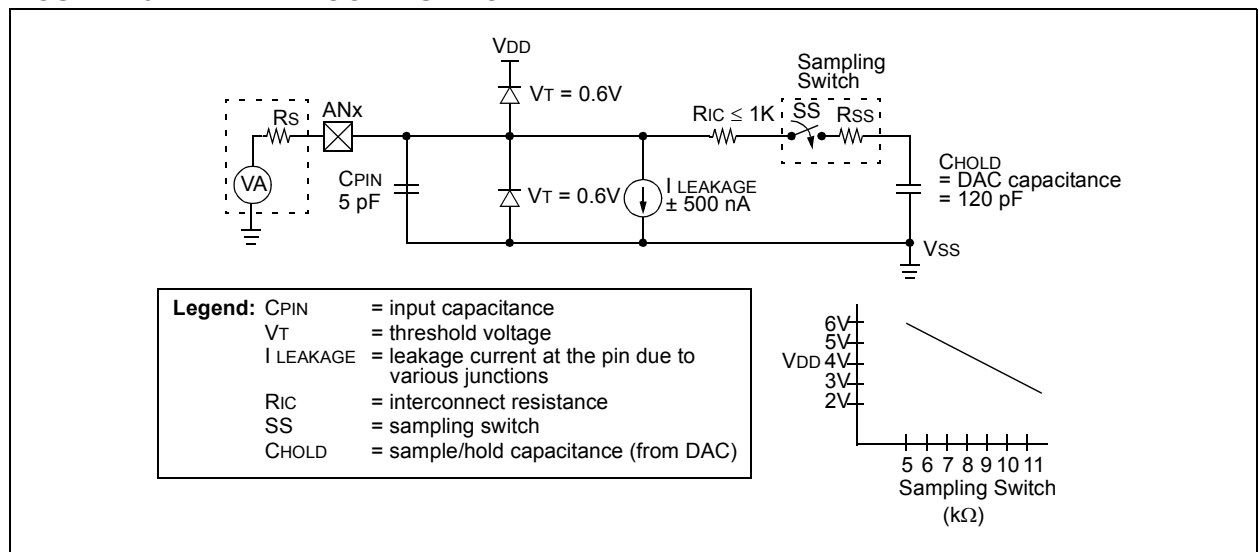 VDD
VT = 0.6V
Sampling
Switch
RS
ANx
RIC ≤ 1K
SS
RSS
VA
CPIN
5 pF
VT = 0.6V
I LEAKAGE
± 500 nA
CHOLD
= DAC capacitance
= 120 pF
VSS
Legend: CPIN = input capacitance
VT = threshold voltage
I LEAKAGE = leakage current at the pin due to
various junctions
RIC = interconnect resistance
SS = sampling switch
CHOLD = sample/hold capacitance (from DAC)
6V
5V
VDD 4V
3V
2V
5 6 7 8 9 10 11
Sampling Switch
(kΩ)